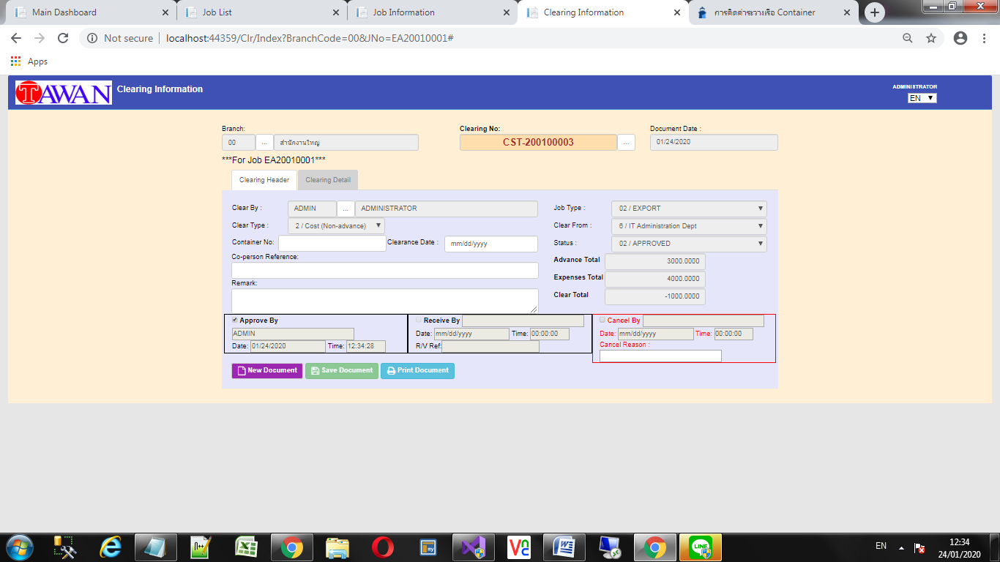 Main Dashboard
Job List
Job Information
Clearing Information
การติดต่าระวางเรือ Container
Not secure
localhost:44359/Clr/Index?BranchCode=00&JNo=EA20010001#
Apps
TAWAN
Clearing Information
ADMINISTRATOR
EN
Branch:
Clearing No:
Document Date :
00
...
สำนักงานใหญ่
CST-200100003
...
01/24/2020
***For Job EA20010001***
Clearing Header
Clearing Detail
Clear By :
ADMIN
...
ADMINISTRATOR
Job Type :
02 / EXPORT
Clear Type :
2 / Cost (Non-advance)
Clear From :
6 / IT Administration Dept
Container No:
Clearance Date :
mm/dd/yyyy
Status :
02 / APPROVED
Co-person Reference:
Advance Total
3000.0000
Expenses Total
4000.0000
Remark:
Clear Total
-1000.0000
Approve By
ADMIN
Date: 01/24/2020 Time: 12:34:28
Receive By
Date: mm/dd/yyyy Time: 00:00:00
R/V Ref:
Cancel By
Date: mm/dd/yyyy Time: 00:00:00
Cancel Reason :
New Document
Save Document
Print Document
LINE
EN
12:34
24/01/2020